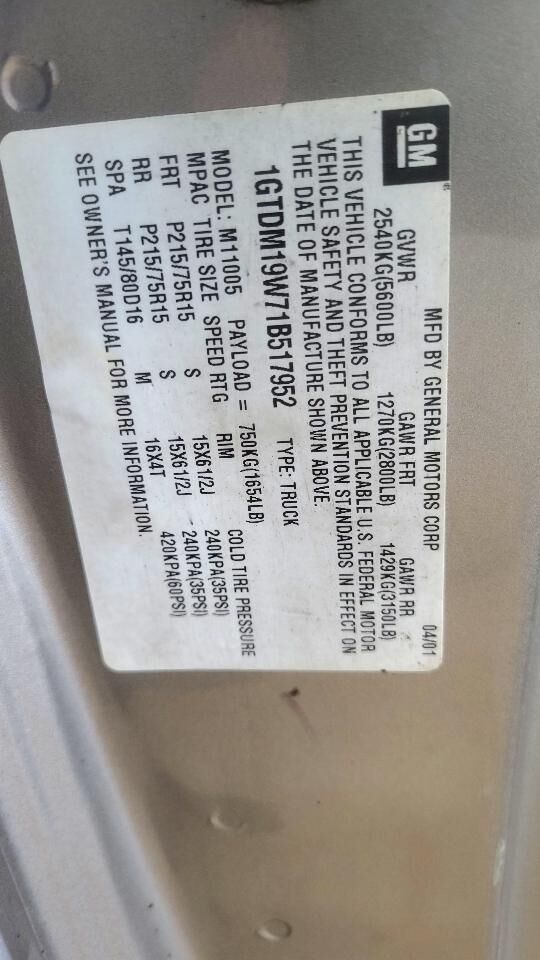 GM
MFD BY GENERAL MOTORS CORP 04/01
GVWR GAWR FRT GAWR RR
2540KG(5600LB) 1270KG(2800LB) 1429KG(3150LB)
THIS VEHICLE CONFORMS TO ALL APPLICABLE U.S. FEDERAL MOTOR
VEHICLE SAFETY AND THEFT PREVENTION STANDARDS IN EFFECT ON
THE DATE OF MANUFACTURE SHOWN ABOVE.
1GTDM19W71B517952 TYPE: TRUCK
MODEL: M11005 PAYLOAD = 750KG(1654LB)
MPAC TIRE SIZE SPEED RTG RIM COLD TIRE PRESSURE
FRT P215/75R15 S 15X61/2J 240KPA(35PSI)
RR P215/75R15 S 15X61/2J 240KPA(35PSI)
SPA T145/80D16 M 16X4T 420KPA(60PSI)
SEE OWNER'S MANUAL FOR MORE INFORMATION.